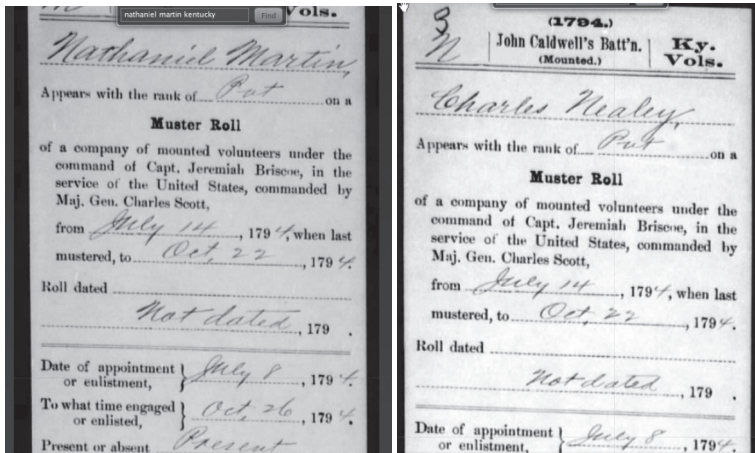 nathaniel martin kentucky Find Vols.
Nathaniel Martin,
Appears with the rank of Pvt on a
Muster Roll
of a company of mounted volunteers under the
command of Capt. Jeremiah Briscoe, in the
service of the United States, commanded by
Maj. Gen. Charles Scott,
from July 14, 1794, when last
mustered, to Oct, 22, 1794.
Roll dated
Not dated, 179 .
Date of appointment
or enlistment, } July 8, 1794.
To what time engaged
or enlisted, } Oct, 26, 1794.
Present or absent Present
3 (1794.)
N John Caldwell's Batt'n. Ky.
(Mounted.) Vols.
Charles Nealey,
Appears with the rank of Pvt on a
Muster Roll
of a company of mounted volunteers under the
command of Capt. Jeremiah Briscoe, in the
service of the United States, commanded by
Maj. Gen. Charles Scott,
from July 14, 1794, when last
mustered, to Oct, 22, 1794.
Roll dated
Not dated, 179 .
Date of appointment
or enlistment, } July 8, 1794.